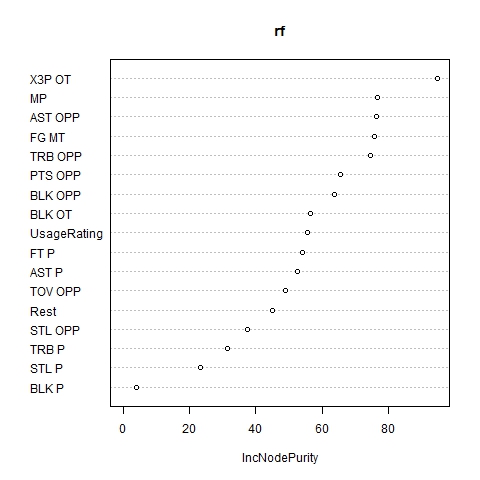 rf
X3P OT
MP
AST OPP
FG MT
TRB OPP
PTS OPP
BLK OPP
BLK OT
UsageRating
FT P
AST P
TOV OPP
Rest
STL OPP
TRB P
STL P
BLK P
0 20 40 60 80
IncNodePurity